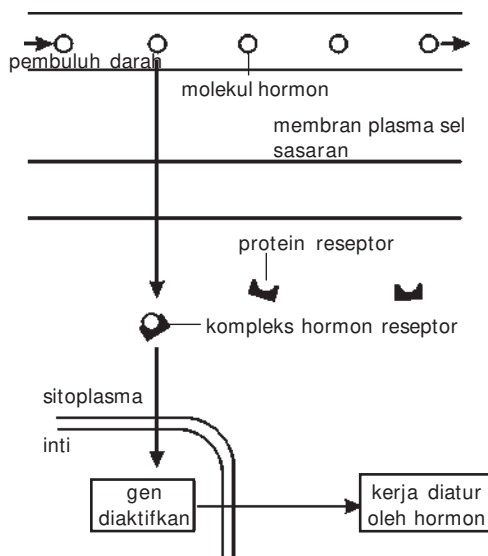 pembuluh darah
molekul hormon
membran plasma sel
sasaran
protein reseptor
kompleks hormon reseptor
sitoplasma
inti
gen
diaktifkan
kerja diatur
oleh hormon